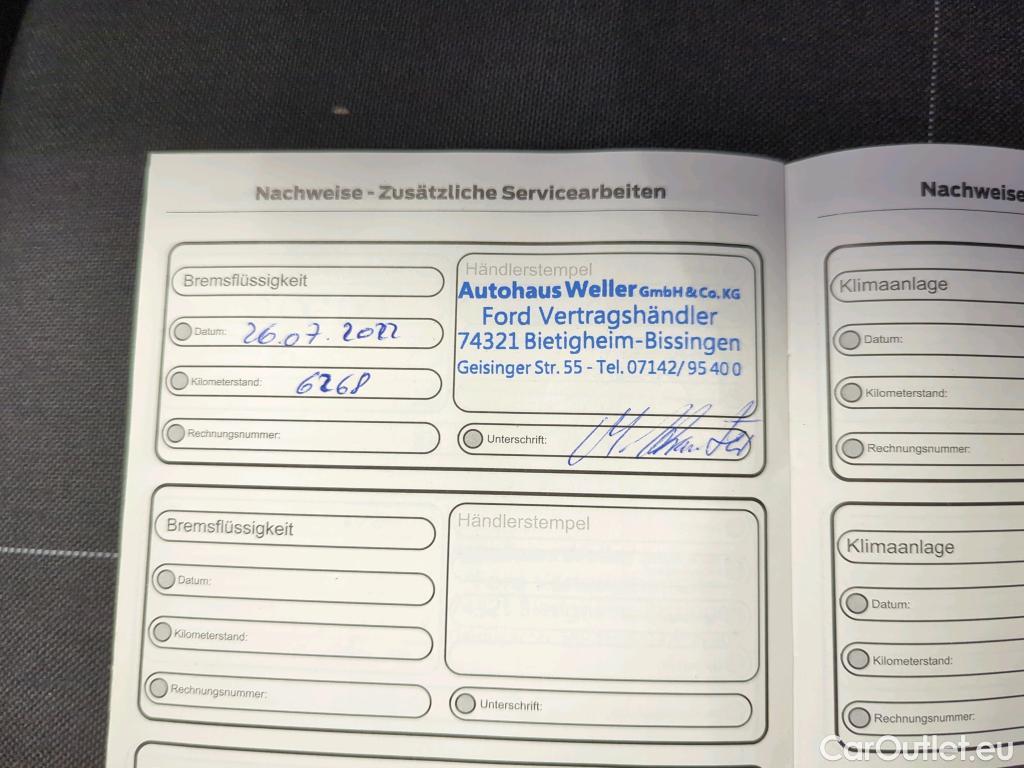 Nachweise - Zusätzliche Servicearbeiten
Bremsflüssigkeit
Datum: 26.07.2022
Kilometerstand: 6268
Rechnungsnummer:
Händlerstempel
Autohaus Weller GmbH & Co. KG
Ford Vertragshändler
74321 Bietigheim-Bissingen
Geisinger Str. 55 - Tel. 07142/ 95 40 0
Unterschrift:
Bremsflüssigkeit
Datum:
Kilometerstand:
Rechnungsnummer:
Händlerstempel
Unterschrift:
Nachweise
Klimaanlage
Datum:
Kilometerstand:
Rechnungsnummer:
Klimaanlage
Datum:
Kilometerstand:
Rechnungsnummer:
CarOutlet.eu